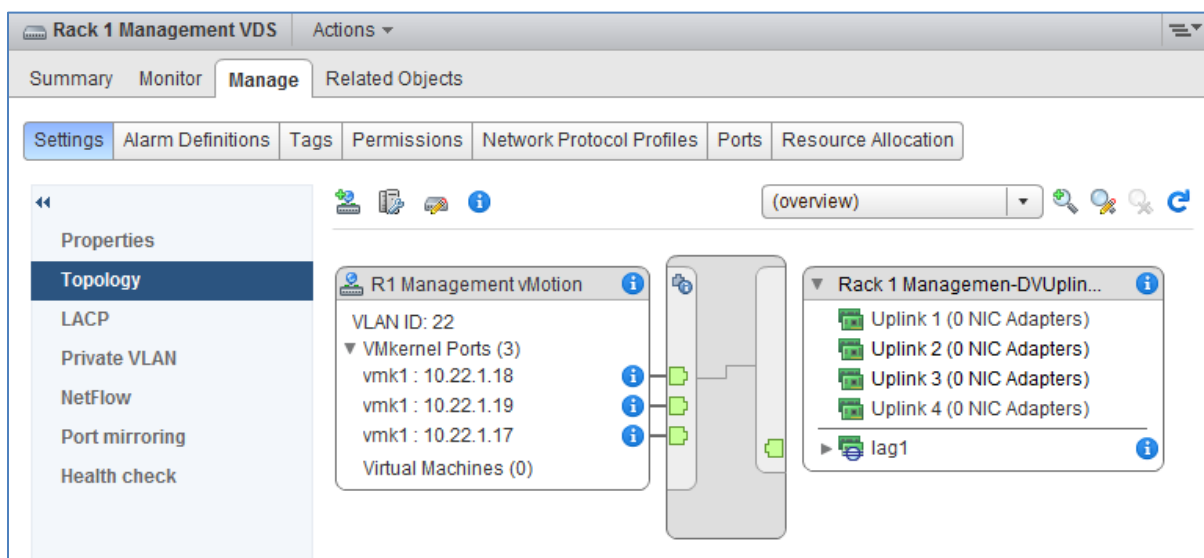 Rack 1 Management VDS Actions
Summary Monitor Manage Related Objects
Settings Alarm Definitions Tags Permissions Network Protocol Profiles Ports Resource Allocation
(overview)
Properties
Topology
LACP
Private VLAN
NetFlow
Port mirroring
Health check
R1 Management vMotion
VLAN ID: 22
VMkernel Ports (3)
vmk1 : 10.22.1.18
vmk1 : 10.22.1.19
vmk1 : 10.22.1.17
Virtual Machines (0)
Rack 1 Managemen-DVUplin...
Uplink 1 (0 NIC Adapters)
Uplink 2 (0 NIC Adapters)
Uplink 3 (0 NIC Adapters)
Uplink 4 (0 NIC Adapters)
lag1